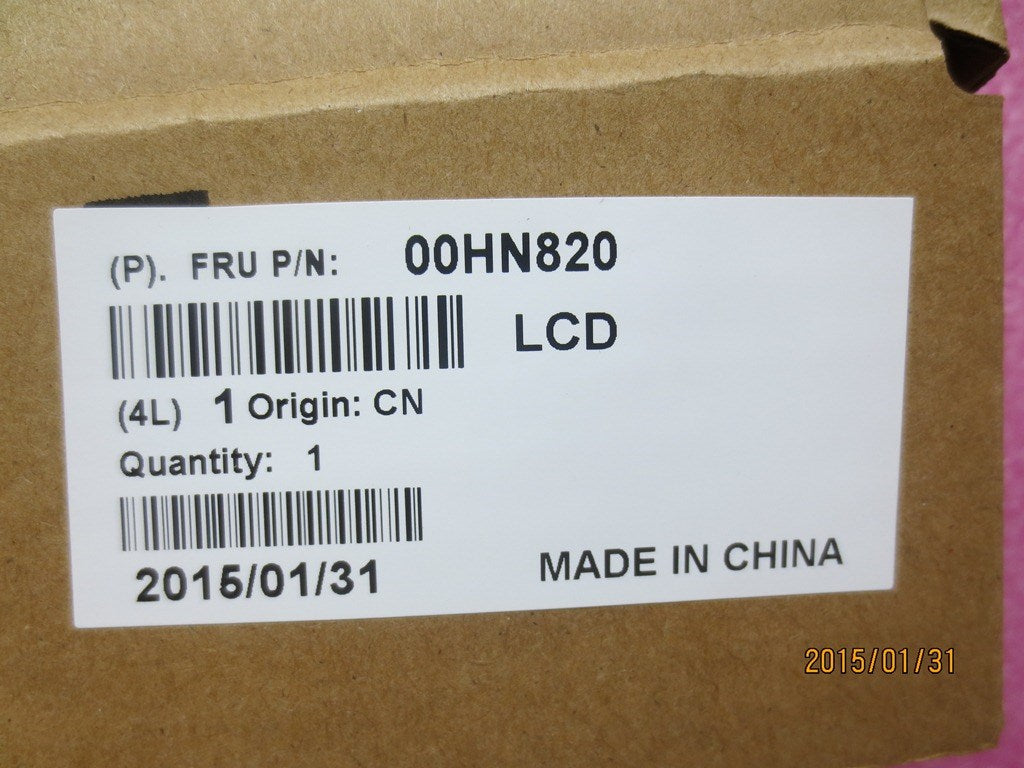 (P). FRU P/N: 00HN820
LCD
(4L) 1 Origin: CN
Quantity: 1
2015/01/31
MADE IN CHINA
2015/01/31